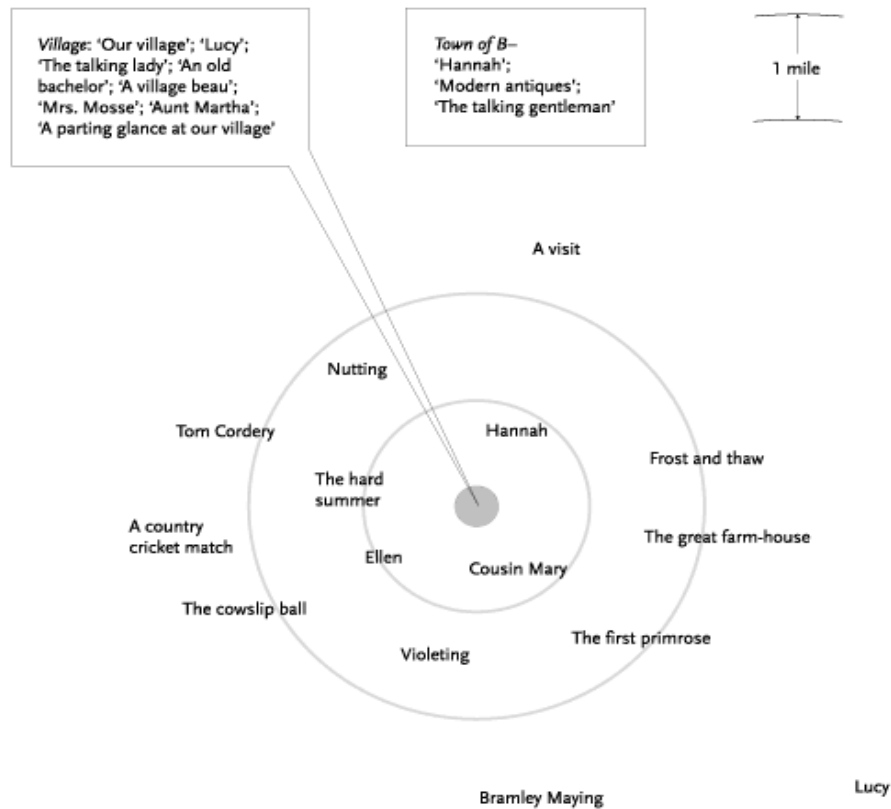 Village: ‘Our village’; ‘Lucy’;
‘The talking lady’; ‘An old
bachelor’; ‘A village beau’;
‘Mrs. Mosse’; ‘Aunt Martha’;
‘A parting glance at our village’
Town of B–
‘Hannah’;
‘Modern antiques’;
‘The talking gentleman’
1 mile
A visit
Nutting
Hannah
Tom Cordery
Frost and thaw
The hard
summer
A country
cricket match
The great farm-house
Ellen
Cousin Mary
The cowslip ball
The first primrose
Violeting
Lucy
Bramley Maying